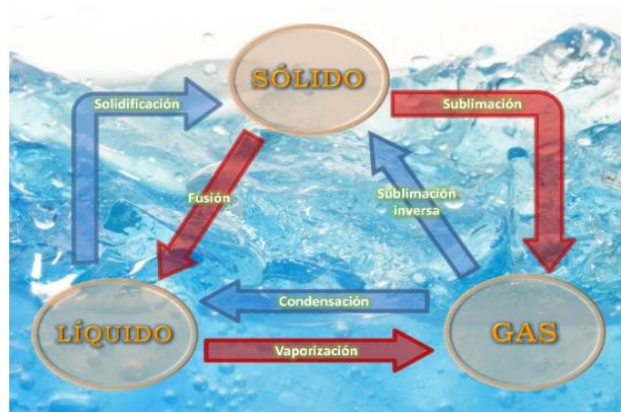 SÓLIDO
Solidificación
Sublimación
Fusión
Sublimación
inversa
Condensación
LÍQUIDO
GAS
Vaporización